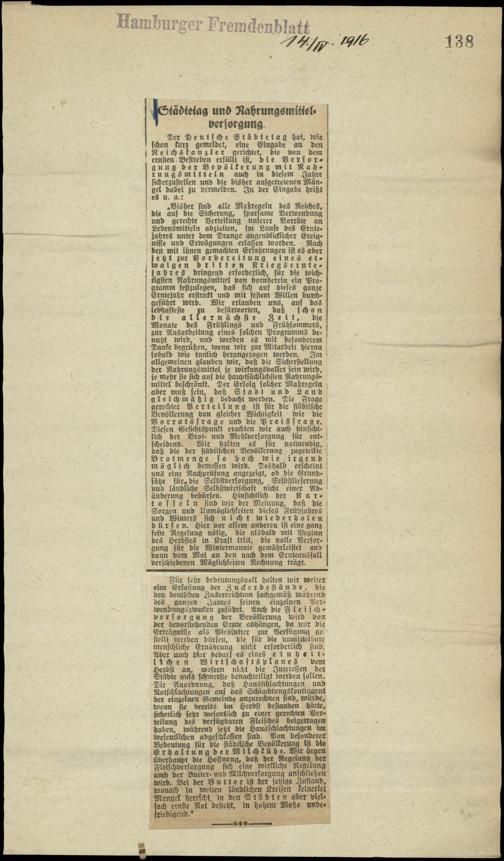 Hamburger Fremdenblatt
14/IV. 1916
138
Städtetag und Nahrungsmittel-
versorgung.
Der Deutsche Städtetag hat, wie
schon kurz gemeldet, eine Eingabe an den
Reichskanzler gerichtet, die von dem
ernsten Bestreben erfüllt ist, die Versor-
gung der Bevölkerung mit Nah-
rungsmitteln auch in diesem Jahre
sicherzustellen und die bisher aufgetretenen Män-
gel dabei zu vermeiden. In der Eingabe heißt
es u. a.:
„Bisher sind alle Maßregeln des Reiches,
die auf die Sicherung, sparsame Verwendung
und gerechte Verteilung unserer Vorräte an
Lebensmitteln abzielten, im Laufe des Ernte-
jahres unter dem Drange augenblicklicher Ereig-
nisse und Erwägungen erlassen worden. Nach
den mit ihnen gemachten Erfahrungen ist es aber
jetzt zur Vorbereitung eines et-
waigen dritten Kriegsernte-
jahres dringend erforderlich, für die wich-
tigsten Nahrungsmittel von vornherein ein Pro-
gramm festzulegen, das sich auf dieses ganze
Erntejahr erstreckt und mit festem Willen durch-
geführt wird. Wir erlauben uns, auf das
lebhafteste zu befürworten, daß schon
die allernächste Zeit, die
Monate des Frühlings und Frühsommers,
zur Ausarbeitung eines solchen Programms be-
nutzt wird, und werden es mit besonderem
Danke begrüßen, wenn wir zur Mitarbeit hieran
sobald wie tunlich herangezogen werden. Im
allgemeinen glauben wir, daß die Sicherstellung
der Nahrungsmittel je wirkungsvoller sein wird,
je mehr sie sich auf die hauptsächlichsten Nahrungs-
mittel beschränkt. Der Erfolg solcher Maßregeln
aber muß sein, daß Stadt und Land
gleichmäßig bedacht werden. Die Frage
gerechter Verteilung ist für die städtische
Bevölkerung von gleicher Wichtigkeit wie die
Vorratsfrage und die Preisfrage.
Diesen Gesichtspunkt erachten wir auch hinsicht-
lich der Brot- und Mehlversorgung für ent-
scheidend. Wir halten es für notwendig,
daß die der städtischen Bevölkerung zugeteilte
Brotmenge so hoch wie irgend
möglich bemessen wird. Deshalb erscheint
uns eine Nachprüfung angezeigt, ob die Grund-
sätze für die Selbstversorgung, Selbstlieferung
und ländliche Selbstwirtschaft nicht einer Ab-
änderung bedürfen. Hinsichtlich der Kar-
toffeln sind wir der Meinung, daß die
Sorgen und Unmöglichkeiten dieses Frühjahrs
und Winters sich nicht wiederholen
dürfen. Hier vor allem anderen ist eine ganz
feste Regelung nötig, die alsbald mit Beginn
des Herbstes in Kraft tritt, die volle Versor-
gung für die Wintermonate gewährleistet und
dann vom Mai an den nach dem Ernteausfall
verschiedenen Möglichkeiten Rechnung trägt.
Für sehr bedeutungsvoll halten wir weiter
eine Erfassung der Zuckerbestände, die
den deutschen Zuckerreichtum sachgemäß während
des ganzen Jahres seinen einzelnen Ver-
wendungszwecken zuführt. Auch die Fleisch-
versorgung der Bevölkerung wird von
der bevorstehenden Ernte abhängen, da nur die
Erträgnisse als Viehfutter zur Verfügung ge-
stellt werden dürfen, die für die unmittelbare
menschliche Ernährung nicht erforderlich sind.
Aber auch hier bedarf es eines einheit-
lichen Wirtschaftsplanes vom
Herbst an, wofern nicht die Interessen der
Städte aufs schwerste benachteiligt werden sollen.
Die Anordnung, daß Hausschlachtungen und
Notschlachtungen auf das Schlachtungskontingent
der einzelnen Gemeinde anzurechnen sind, würde,
wenn sie bereits im Herbst bestanden hätte,
sicherlich sehr wesentlich zu einer gerechten Ver-
teilung des verfügbaren Fleisches beigetragen
haben, während jetzt die Hausschlachtungen im
wesentlichen abgeschlossen sind. Von besonderer
Bedeutung für die städtische Bevölkerung ist die
Erhaltung der Milchkühe. Wir hegen
überhaupt die Hoffnung, daß der Regelung der
Fleischversorgung sich eine wirkliche Regelung
auch der Butter- und Milchversorgung anschließen
wird. Bei der Butter ist der jetzige Zustand,
wonach in weiten ländlichen Kreisen keinerlei
Mangel herrscht, in den Städten aber viel-
fach ernste Not besteht, in hohem Maße unbe-
friedigend."